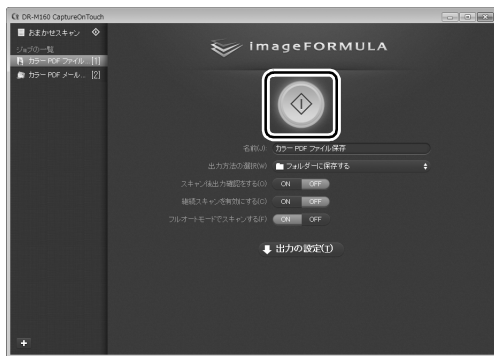 DR-M160 CaptureOnTouch
おまかせスキャン
ジョブの一覧
カラー PDF ファイル... [1]
カラー PDF メール... [2]
imageFORMULA
名前(J) カラー PDF ファイル保存
出力方法の選択(W) フォルダーに保存する
スキャン後出力確認をする(O) ON OFF
継続スキャンを有効にする(C) ON OFF
フルオートモードでスキャンする(F) ON OFF
出力の設定(I)